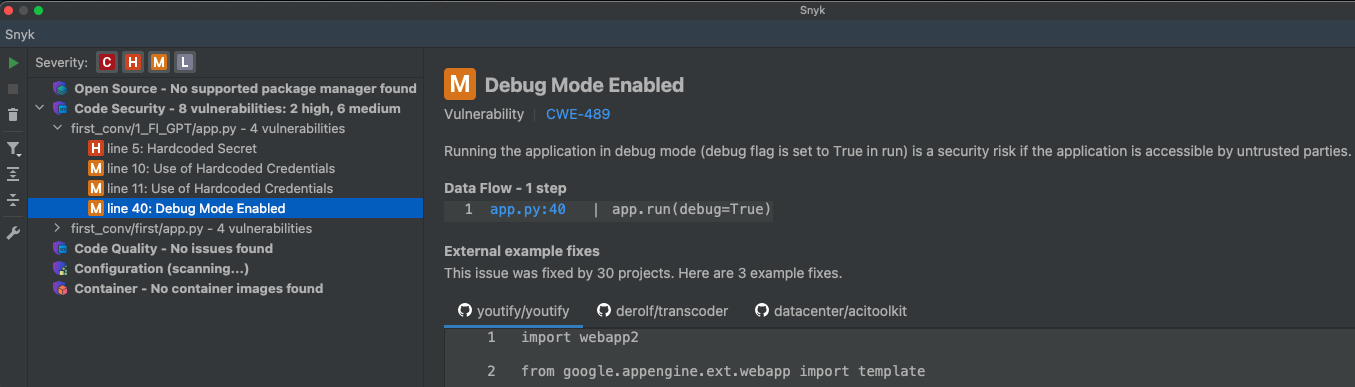 Snyk
Snyk
Severity: C H M L
Open Source - No supported package manager found
Code Security - 8 vulnerabilities: 2 high, 6 medium
first_conv/1_FI_GPT/app.py - 4 vulnerabilities
H line 5: Hardcoded Secret
M line 10: Use of Hardcoded Credentials
M line 11: Use of Hardcoded Credentials
M line 40: Debug Mode Enabled
first_conv/first/app.py - 4 vulnerabilities
Code Quality - No issues found
Configuration (scanning...)
Container - No container images found
M Debug Mode Enabled
Vulnerability | CWE-489
Running the application in debug mode (debug flag is set to True in run) is a security risk if the application is accessible by untrusted parties.
Data Flow - 1 step
1 app.py:40 | app.run(debug=True)
External example fixes
This issue was fixed by 30 projects. Here are 3 example fixes.
youtify/youtify derolf/transcoder datacenter/acitoolkit
1 import webapp2
2 from google.appengine.ext.webapp import template